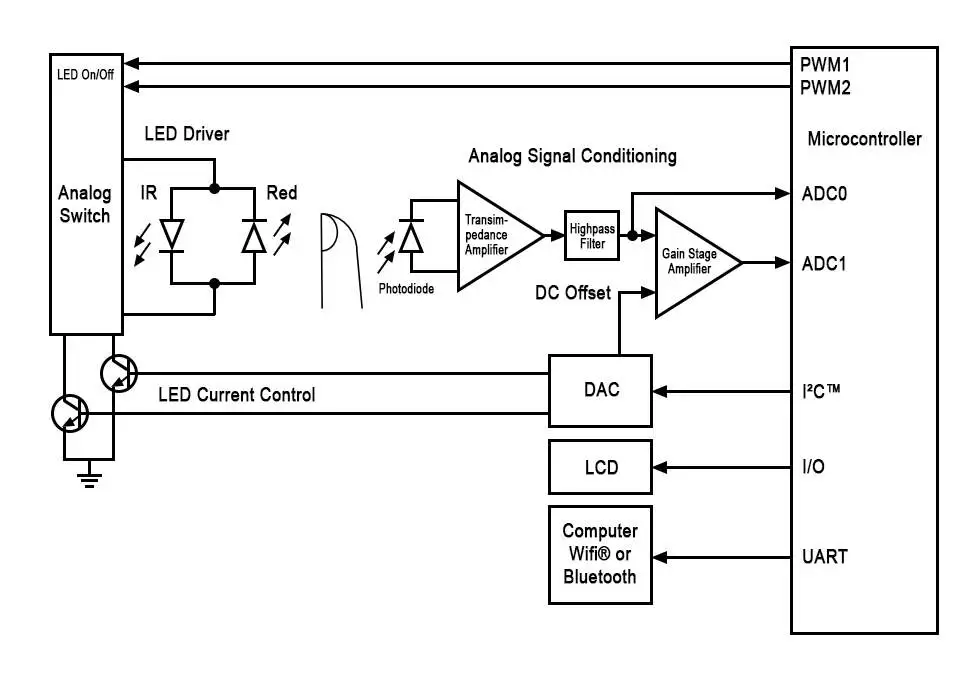 LED On/Off
PWM1
PWM2
LED Driver
Microcontroller
Analog Signal Conditioning
Analog
Switch
IR
Red
ADC0
Transim-
pedance
Amplifier
Highpass
Filter
Gain Stage
Amplifier
ADC1
Photodiode
DC Offset
DAC
I²C™
LED Current Control
LCD
I/O
Computer
Wifi® or
Bluetooth
UART